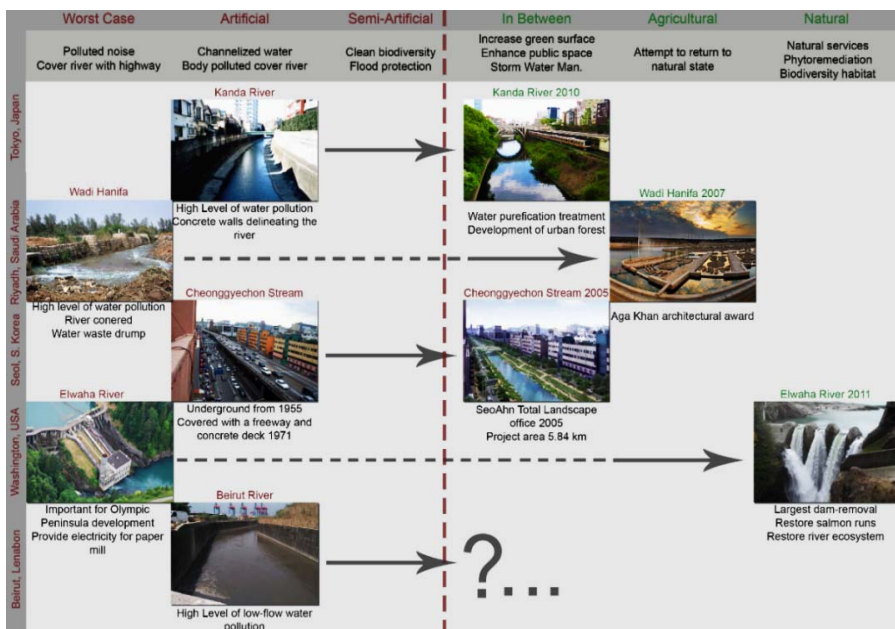 Worst Case
Artificial
Semi-Artificial
In Between
Agricultural
Natural
Polluted noise
Cover river with highway
Channelized water
Body polluted cover river
Clean biodiversity
Flood protection
Increase green surface
Enhance public space
Storm Water Man.
Attempt to return to
natural state
Natural services
Phytoremediation
Biodiversity habitat
Tokyo, Japan
Kanda River
High Level of water pollution
Concrete walls delineating the
river
Kanda River 2010
Water purefication treatment
Development of urban forest
Riyadh, Saudi Arabia
Wadi Hanifa
High level of water pollution
River conered
Water waste drump
Wadi Hanifa 2007
Aga Khan architectural award
Seol, S. Korea
Cheonggyechon Stream
Underground from 1955
Covered with a freeway and
concrete deck 1971
Cheonggyechon Stream 2005
SeoAhn Total Landscape
office 2005
Project area 5.84 km
Washington, USA
Elwaha River
Important for Olympic
Peninsula development
Provide electricity for paper
mill
Elwaha River 2011
Largest dam-removal
Restore salmon runs
Restore river ecosystem
Beirut, Lenabon
Beirut River
High Level of low-flow water
pollution
?...